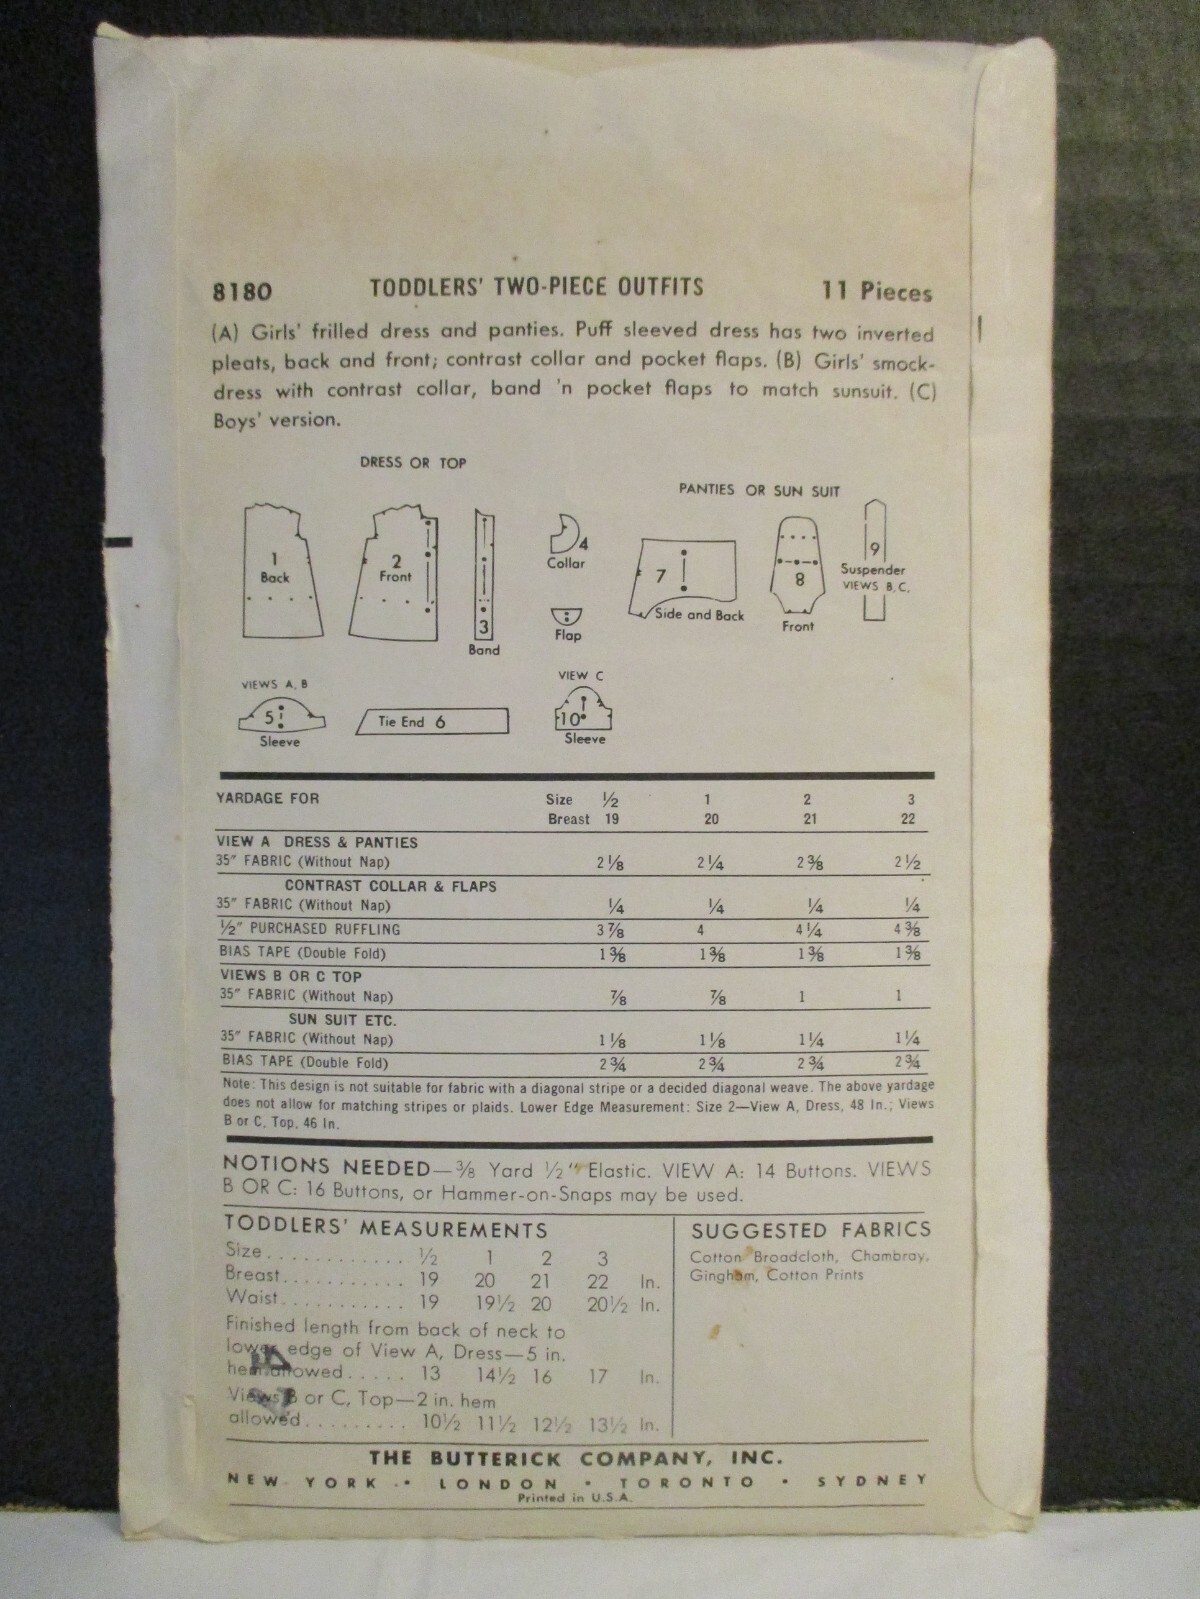 8180 TODDLERS' TWO-PIECE OUTFITS 11 Pieces
(A) Girls' frilled dress and panties. Puff sleeved dress has two inverted
pleats, back and front; contrast collar and pocket flaps. (B) Girls' smock-
dress with contrast collar, band 'n pocket flaps to match sunsuit. (C)
Boys' version.
DRESS OR TOP
PANTIES OR SUN SUIT
1 Back
2 Front
3 Band
4 Collar
Flap
7 Side and Back
8 Front
9 Suspender
VIEWS B, C,
VIEWS A, B
5 Sleeve
Tie End 6
VIEW C
10 Sleeve
YARDAGE FOR Size ½ 1 2 3
Breast 19 20 21 22
VIEW A DRESS & PANTIES
35" FABRIC (Without Nap) 2⅛ 2¼ 2⅜ 2½
CONTRAST COLLAR & FLAPS
35" FABRIC (Without Nap) ¼ ¼ ¼ ¼
½" PURCHASED RUFFLING 3⅞ 4 4¼ 4⅜
BIAS TAPE (Double Fold) 1⅜ 1⅜ 1⅜ 1⅜
VIEWS B OR C TOP
35" FABRIC (Without Nap) ⅞ ⅞ 1 1
SUN SUIT ETC.
35" FABRIC (Without Nap) 1⅛ 1⅛ 1¼ 1¼
BIAS TAPE (Double Fold) 2¾ 2¾ 2¾ 2¾
Note: This design is not suitable for fabric with a diagonal stripe or a decided diagonal weave. The above yardage
does not allow for matching stripes or plaids. Lower Edge Measurement: Size 2—View A, Dress, 48 In.; Views
B or C, Top, 46 In.
NOTIONS NEEDED—⅜ Yard ½" Elastic. VIEW A: 14 Buttons. VIEWS
B OR C: 16 Buttons, or Hammer-on-Snaps may be used.
TODDLERS' MEASUREMENTS
Size............ ½ 1 2 3
Breast........... 19 20 21 22 In.
Waist........... 19 19½ 20 20½ In.
Finished length from back of neck to
lower edge of View A, Dress—5 in.
hem allowed..... 13 14½ 16 17 In.
Views B or C, Top—2 in. hem
allowed......... 10½ 11½ 12½ 13½ In.
SUGGESTED FABRICS
Cotton Broadcloth, Chambray,
Gingham, Cotton Prints
THE BUTTERICK COMPANY, INC.
NEW YORK • LONDON • TORONTO • SYDNEY
Printed in U.S.A.